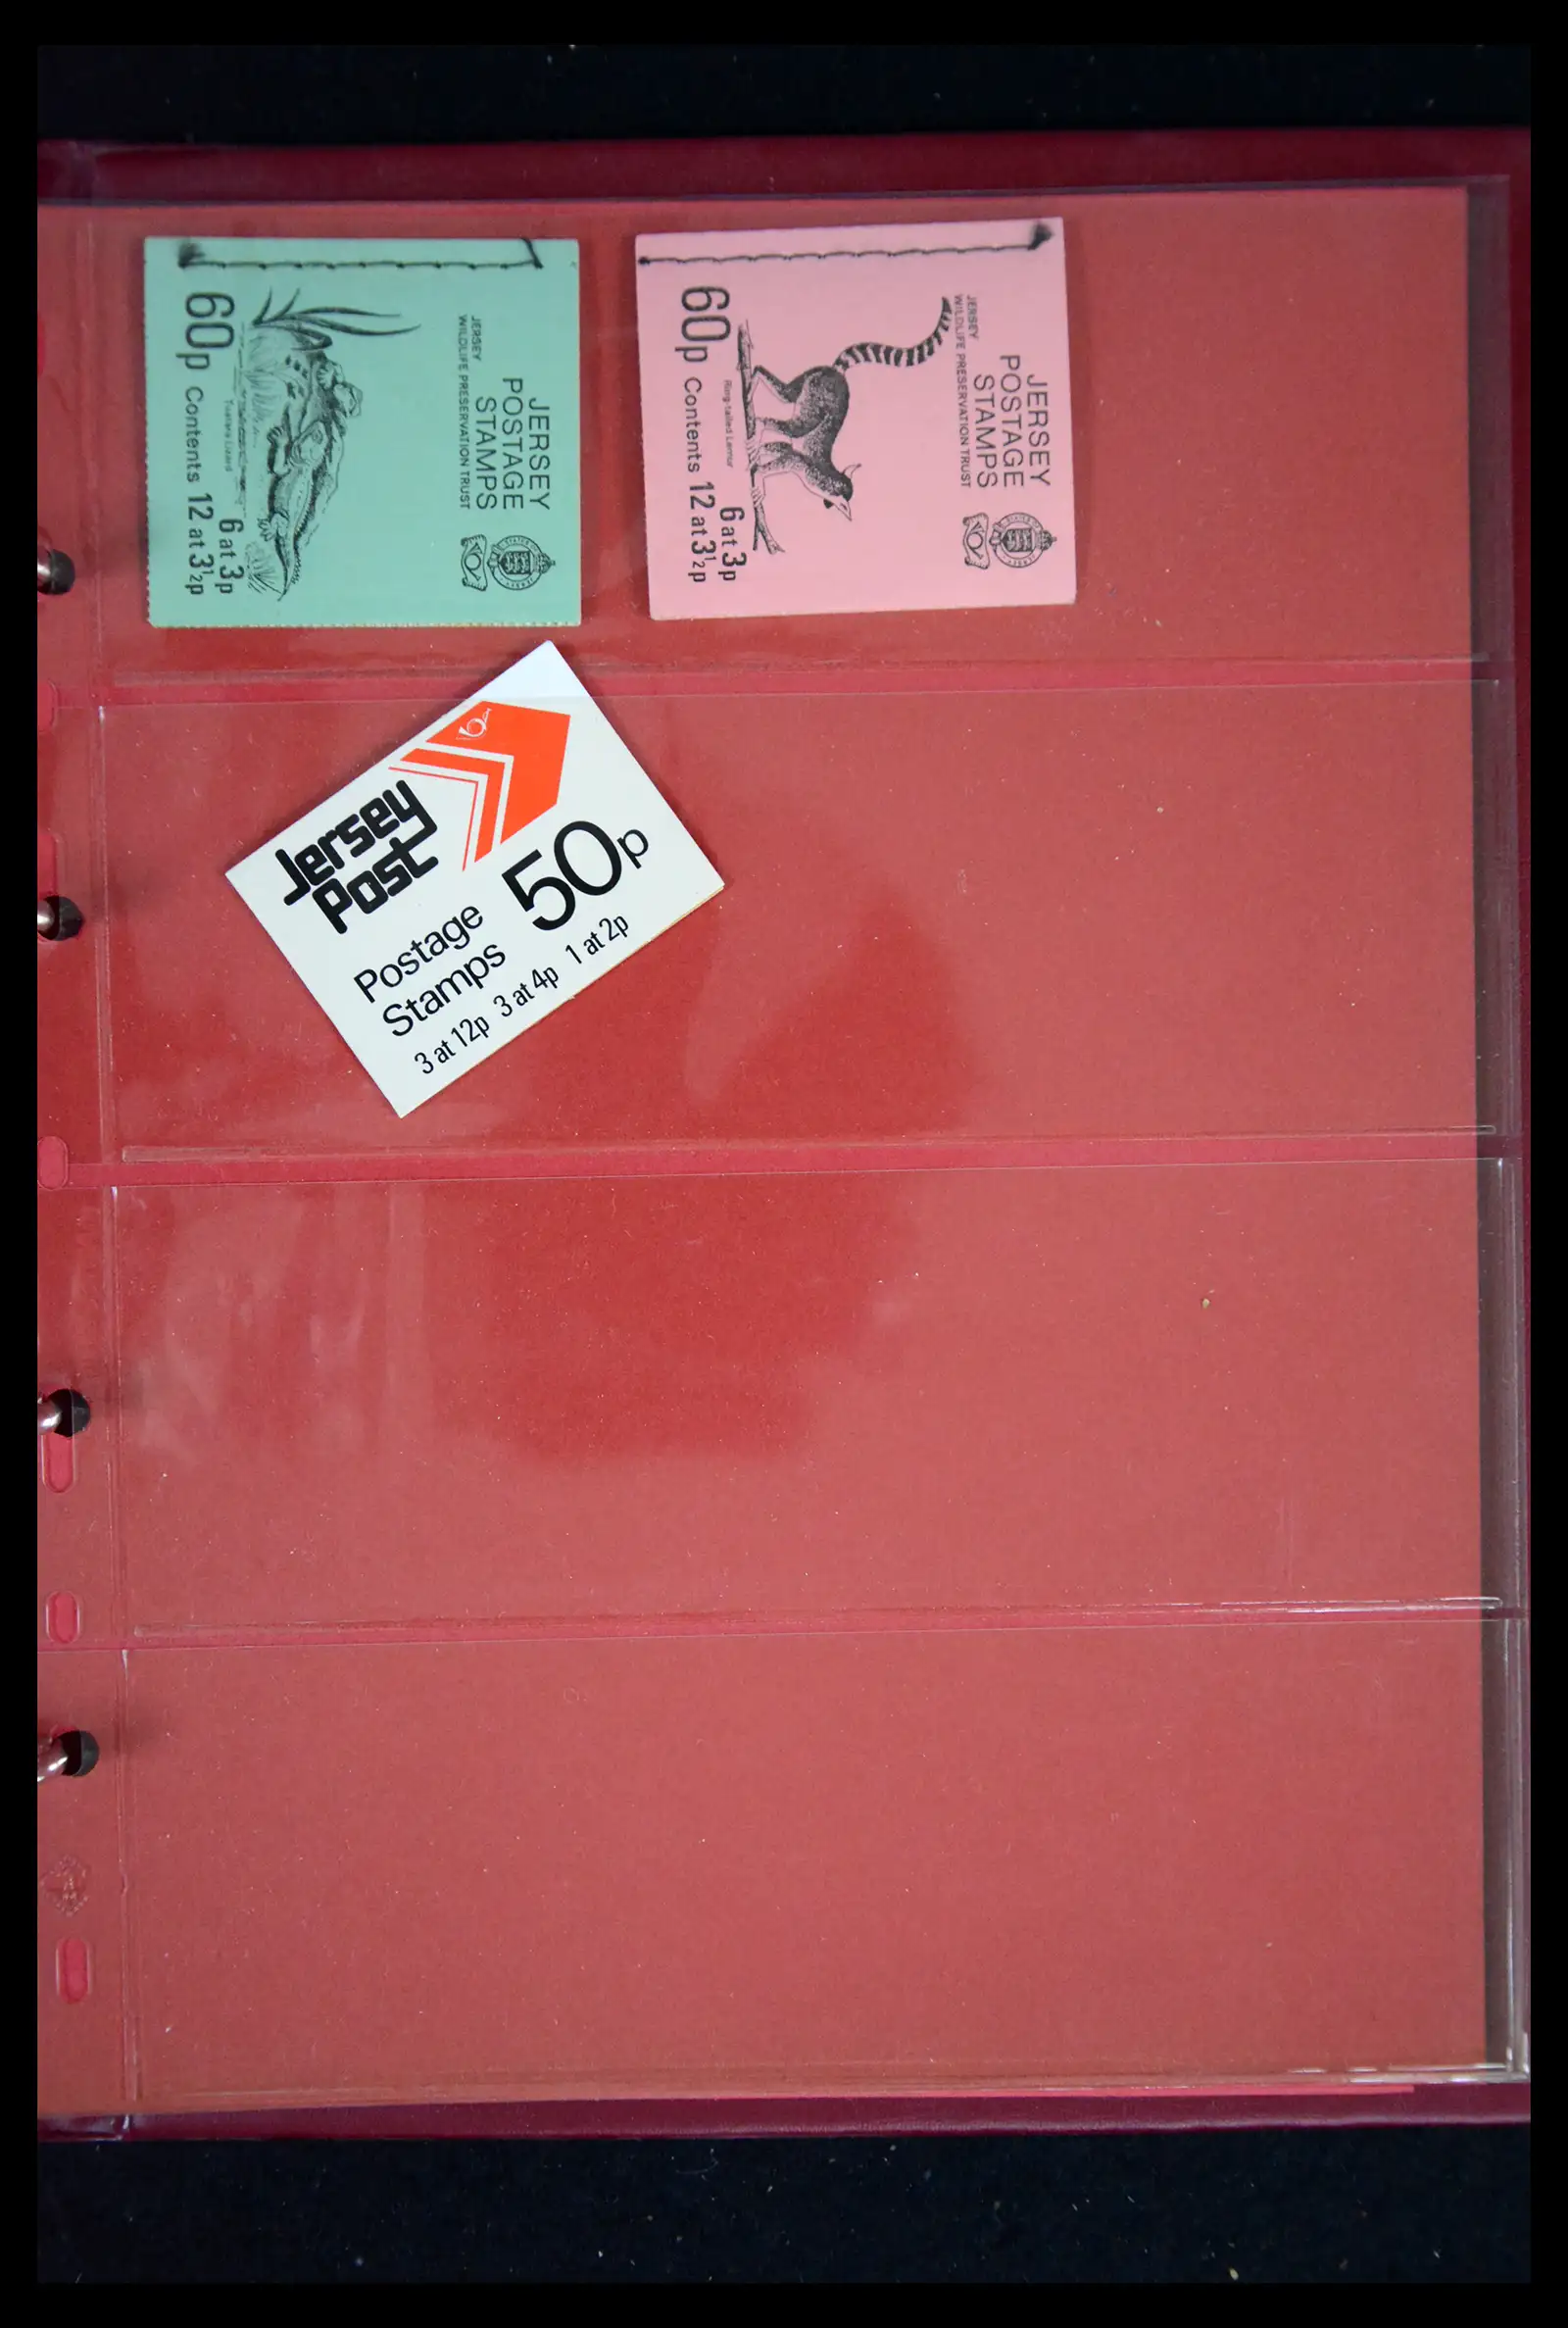 JERSEY
POSTAGE
STAMPS
JERSEY
WILDLIFE PRESERVATION TRUST
Tuatara Lizard
6 at 3p
60p Contents 12 at 3½p
JERSEY
POSTAGE
STAMPS
JERSEY
WILDLIFE PRESERVATION TRUST
Ring-tailed Lemur
6 at 3p
60p Contents 12 at 3½p
Jersey
Post
Postage
Stamps
50p
3 at 12p 3 at 4p 1 at 2p